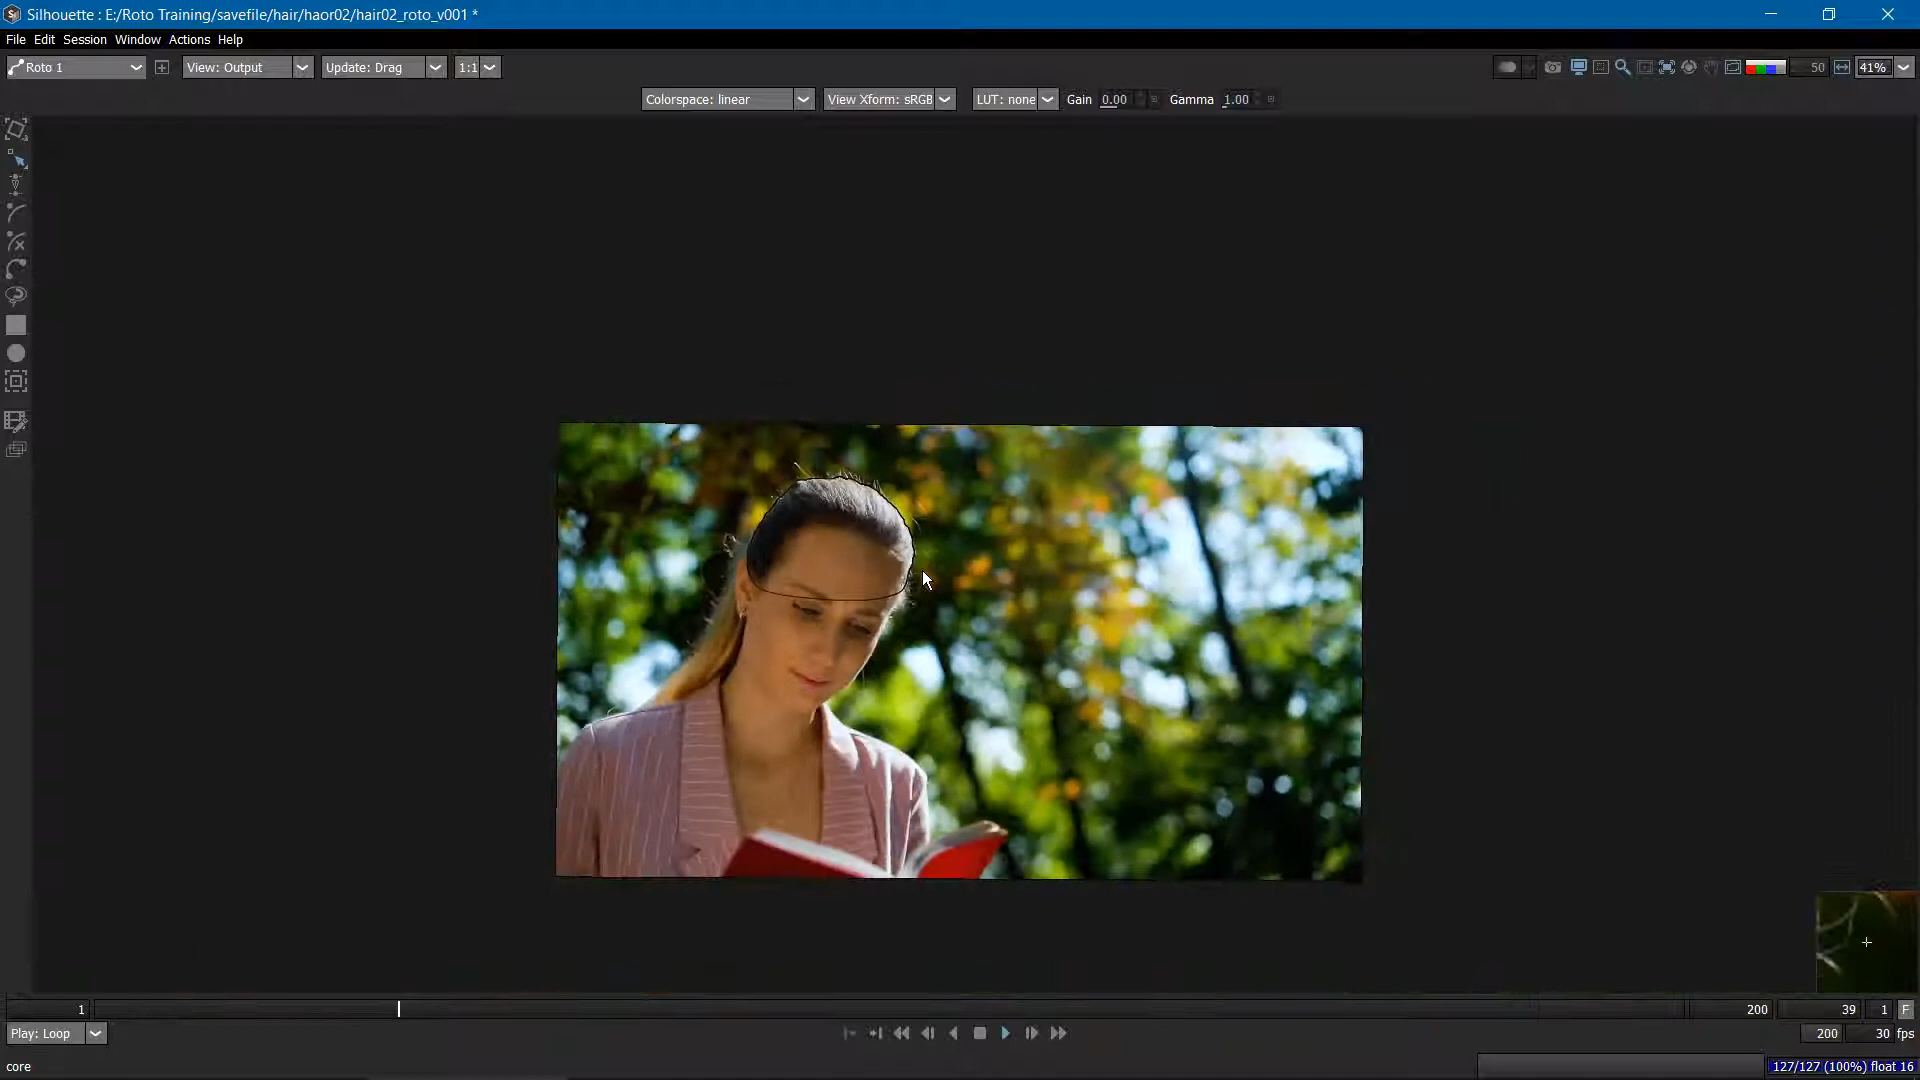 Silhouette : E:/Roto Training/savefile/hair/haor02/hair02_roto_v001 *
File Edit Session Window Actions Help
Roto 1 View: Output Update: Drag 1:1 50 41%
Colorspace: linear View Xform: sRGB LUT: none Gain 0.00 Gamma 1.00
1 200 39 1 F
Play: Loop 200 30 fps
core 127/127 (100%) float 16